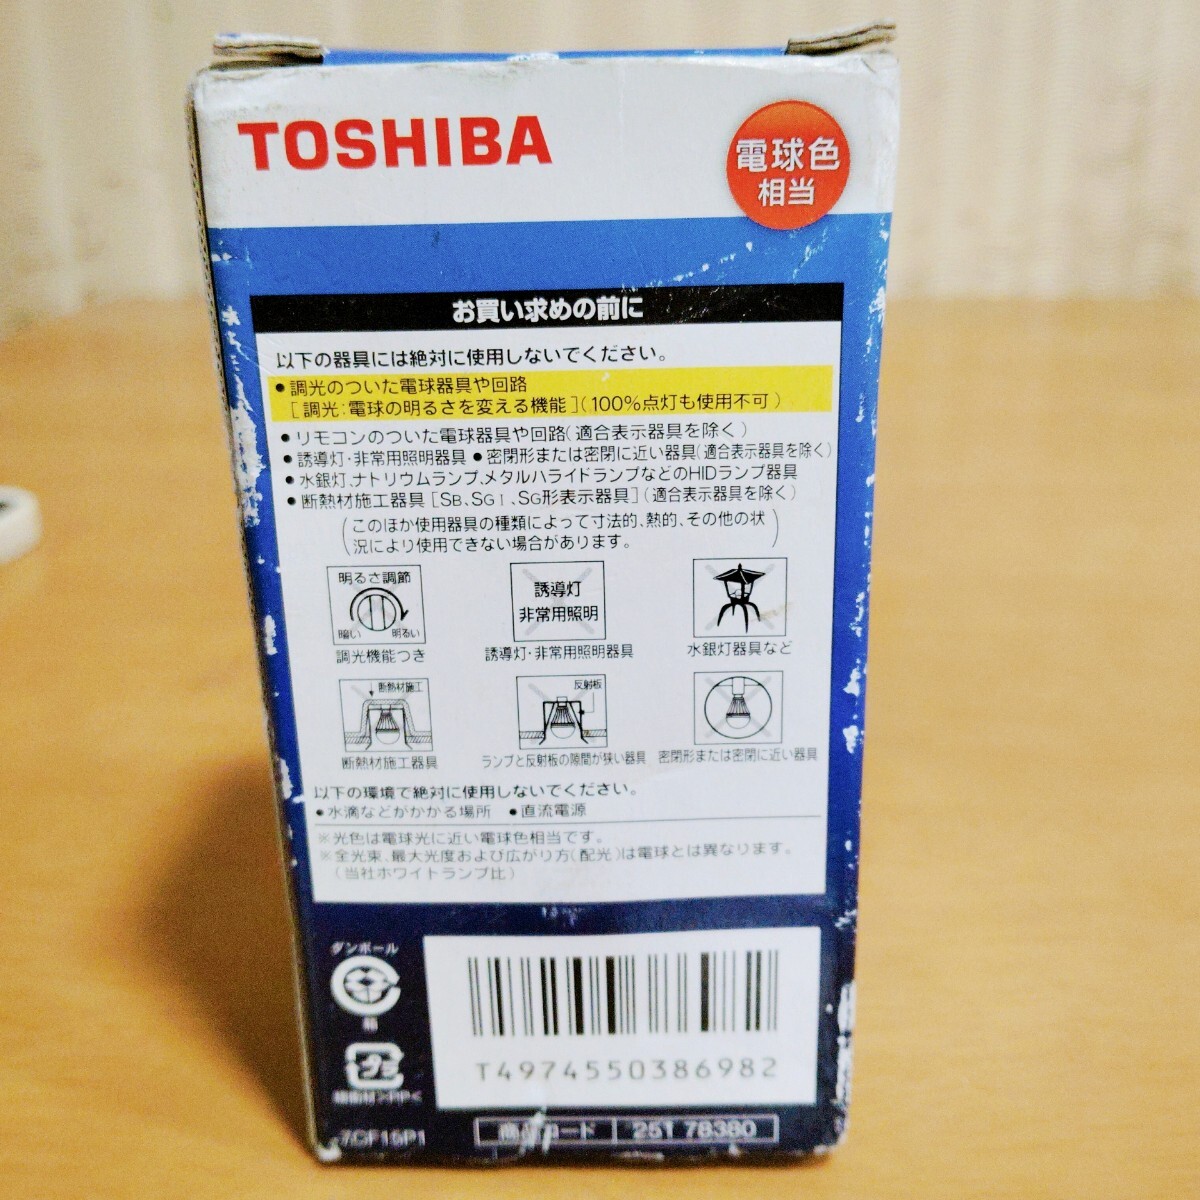 TOSHIBA
電球色
相当
お買い求めの前に
以下の器具には絶対に使用しないでください。
●調光のついた電球器具や回路
[調光:電球の明るさを変える機能](100%点灯も使用不可)
●リモコンのついた電球器具や回路(適合表示器具を除く)
●誘導灯・非常用照明器具 ●密閉形または密閉に近い器具(適合表示器具を除く)
●水銀灯、ナトリウムランプ、メタルハライドランプなどのHIDランプ器具
●断熱材施工器具[SB、SGI、SG形表示器具](適合表示器具を除く)
(このほか使用器具の種類によって寸法的、熱的、その他の状
況により使用できない場合があります。)
明るさ調節
暗い 明るい
調光機能つき
誘導灯
非常用照明
誘導灯・非常用照明器具
水銀灯器具など
断熱材施工
断熱材施工器具
反射板
ランプと反射板の隙間が狭い器具
密閉形または密閉に近い器具
以下の環境で絶対に使用しないでください。
●水滴などがかかる場所 ●直流電源
※光色は電球光に近い電球色相当です。
※全光束、最大光度および広がり方(配光)は電球とは異なります。
(当社ホワイトランプ比)
ダンボール
プラ
緩衝材>PP<
T4974550386982
商品コード 251 78380